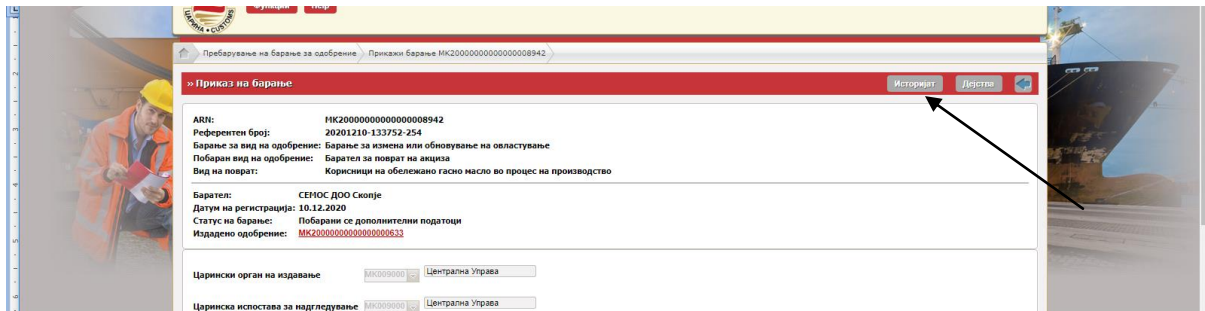 ЦАРИНА • CUSTOMS
Функции Help
Пребарување на барање за одобрение Прикажи барање MK20000000000000008942
» Приказ на барање Историјат Дејства
ARN: MK20000000000000008942
Референтен број: 20201210-133752-254
Барање за вид на одобрение: Барање за измена или обновување на овластување
Побаран вид на одобрение: Барател за поврат на акциза
Вид на поврат: Корисници на обележано гасно масло во процес на производство
Барател: СЕМОС ДОО Скопје
Датум на регистрација: 10.12.2020
Статус на барање: Побарани се дополнителни податоци
Издадено одобрение: MK20000000000000000633
Царински орган на издавање MK009000 Централна Управа
Царинска испостава за надгледување MK009000 Централна Управа